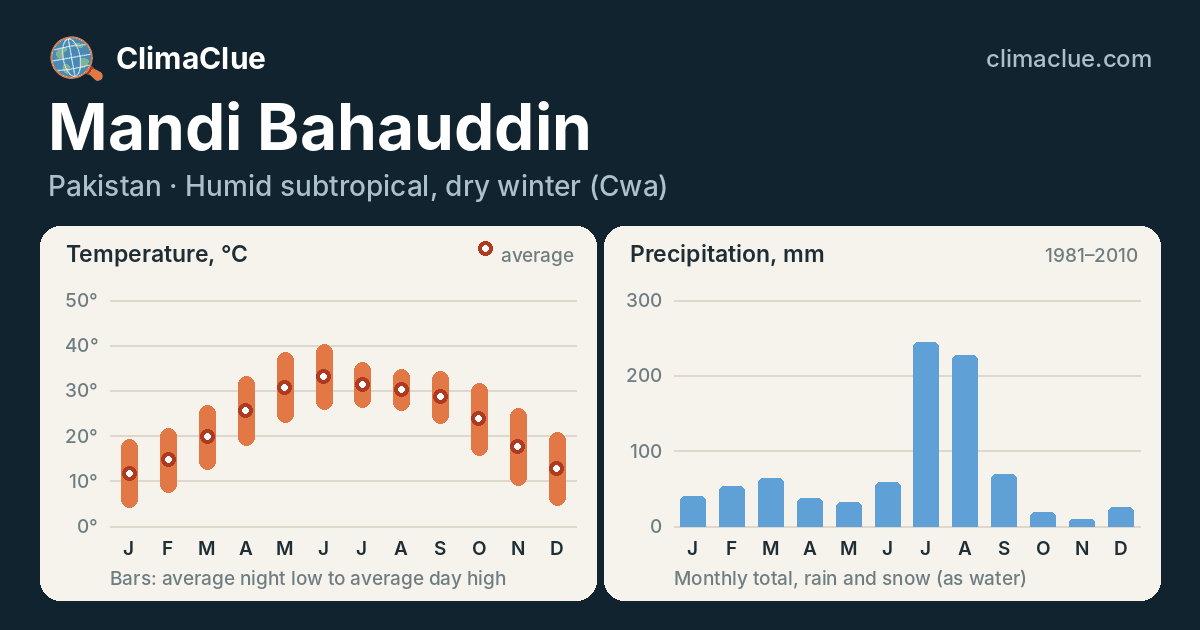 ClimaClue
climaclue.com
Mandi Bahauddin
Pakistan · Humid subtropical, dry winter (Cwa)
Temperature, °C
average
50°
40°
30°
20°
10°
0°
J F M A M J J A S O N D
Bars: average night low to average day high
Precipitation, mm
1981–2010
300
200
100
0
J F M A M J J A S O N D
Monthly total, rain and snow (as water)